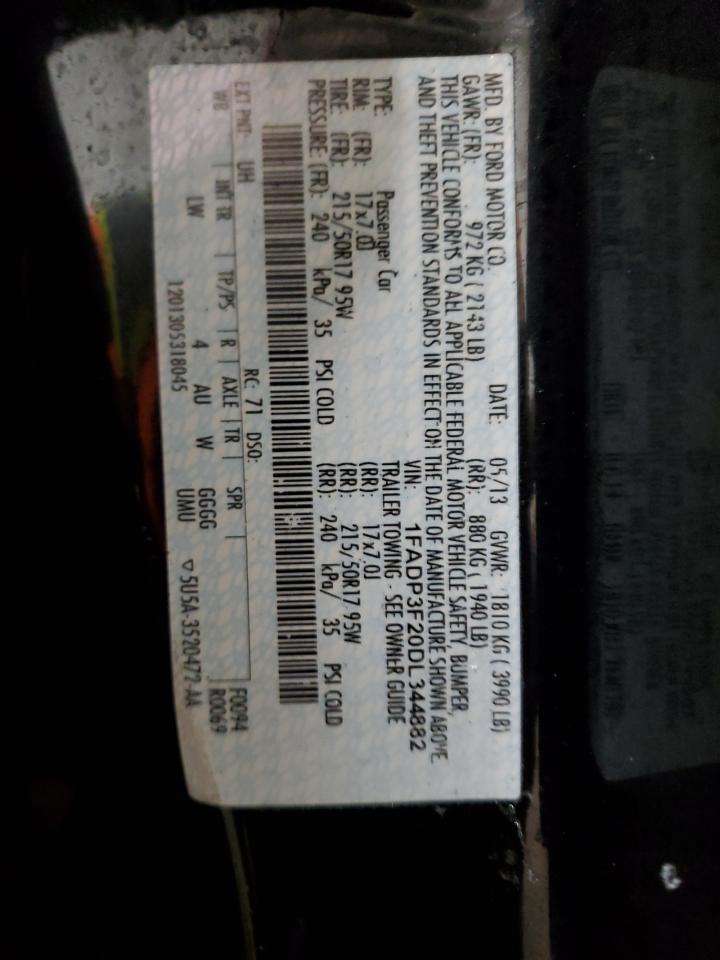 MFD. BY FORD MOTOR CO. DATE: 05/13 GVWR: 1810 KG ( 3990 LB)
GAWR: (FR): 972 KG ( 2143 LB) (RR): 880 KG ( 1940 LB)
THIS VEHICLE CONFORMS TO ALL APPLICABLE FEDERAL MOTOR VEHICLE SAFETY, BUMPER,
AND THEFT PREVENTION STANDARDS IN EFFECT ON THE DATE OF MANUFACTURE SHOWN ABOVE.
VIN: 1FADP3F20DL344882
TYPE: Passenger Car TRAILER TOWING - SEE OWNER GUIDE
RIM: (FR): 17x7.0J (RR): 17x7.0J
TIRE: (FR): 215/50R17 95W (RR): 215/50R17 95W
PRESSURE: (FR): 240 kPa/ 35 PSI COLD (RR): 240 kPa/ 35 PSI COLD
EXT PNT: UH RC: 71 DSO: F0094
WB | INT TR | TP/PS | R | AXLE | TR | SPR | R0069
LW 4 AU W GGGG
UMU
1201305318045 ▽5U5A-3520472-AA